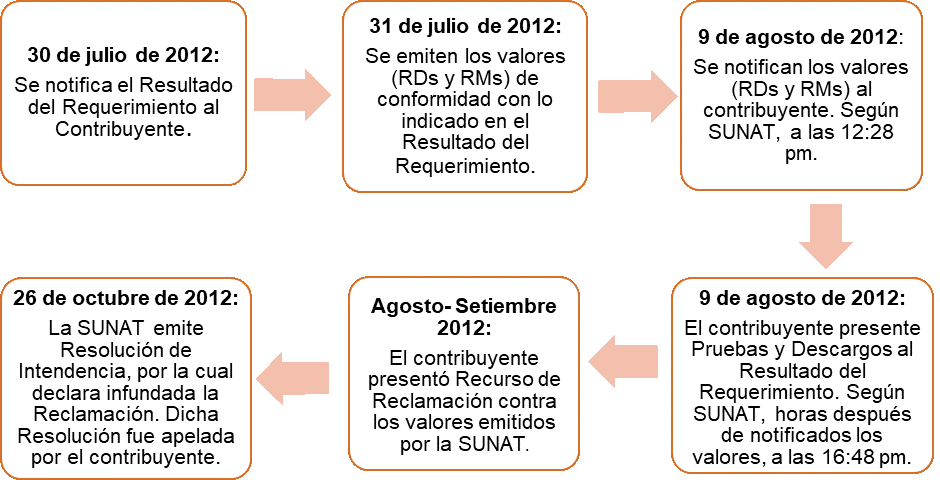 30 de julio de 2012:
Se notifica el Resultado
del Requerimiento al
Contribuyente.
31 de julio de 2012:
Se emiten los valores
(RDs y RMs) de
conformidad con lo
indicado en el
Resultado del
Requerimiento.
9 de agosto de 2012:
Se notifican los valores
(RDs y RMs) al
contribuyente. Según
SUNAT, a las 12:28
pm.
9 de agosto de 2012:
El contribuyente presente
Pruebas y Descargos al
Resultado del
Requerimiento. Según
SUNAT, horas después
de notificados los
valores, a las 16:48 pm.
Agosto- Setiembre
2012:
El contribuyente
presentó Recurso de
Reclamación contra
los valores emitidos
por la SUNAT.
26 de octubre de 2012:
La SUNAT emite
Resolución de
Intendencia, por la cual
declara infundada la
Reclamación. Dicha
Resolución fue apelada
por el contribuyente.